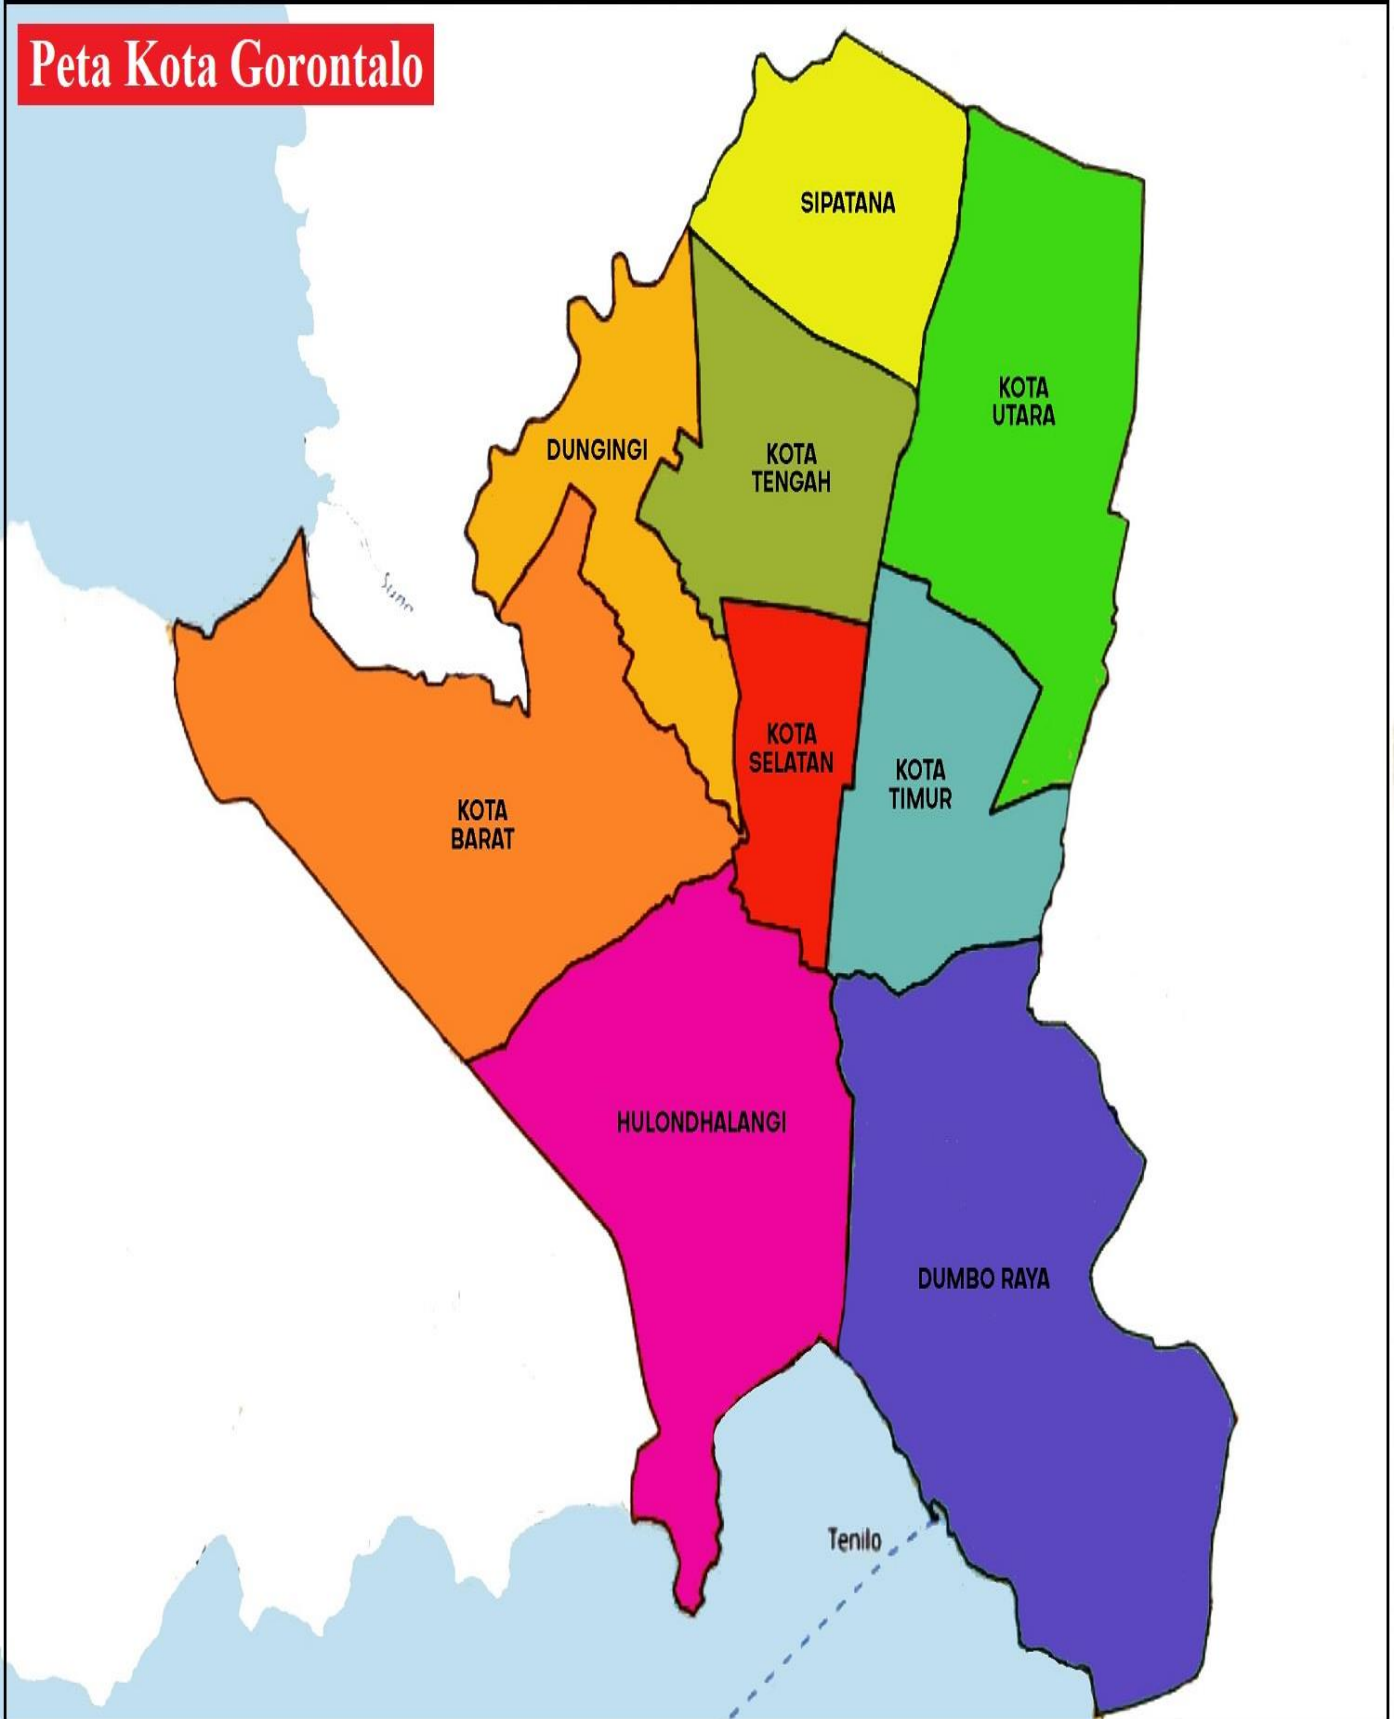 Peta Kota Gorontalo
SIPATANA
KOTA
UTARA
DUNGINGI
KOTA
TENGAH
KOTA
SELATAN
KOTA
TIMUR
KOTA
BARAT
HULONDHALANGI
DUMBO RAYA
Tenilo